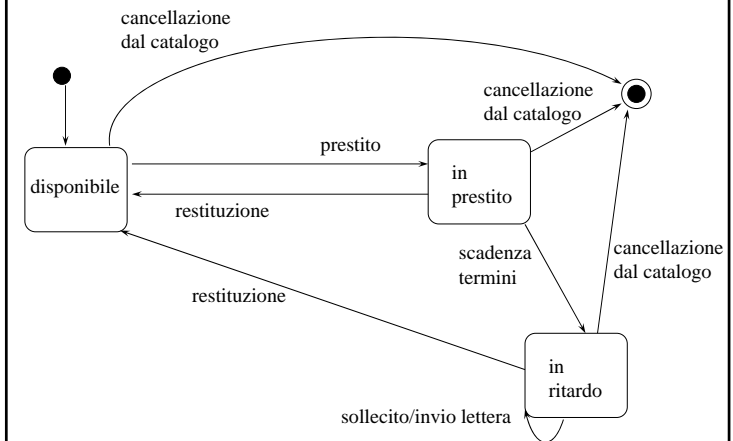 cancellazione
dal catalogo
cancellazione
dal catalogo
prestito
disponibile
in
prestito
restituzione
scadenza
termini
cancellazione
dal catalogo
restituzione
in
ritardo
sollecito/invio lettera